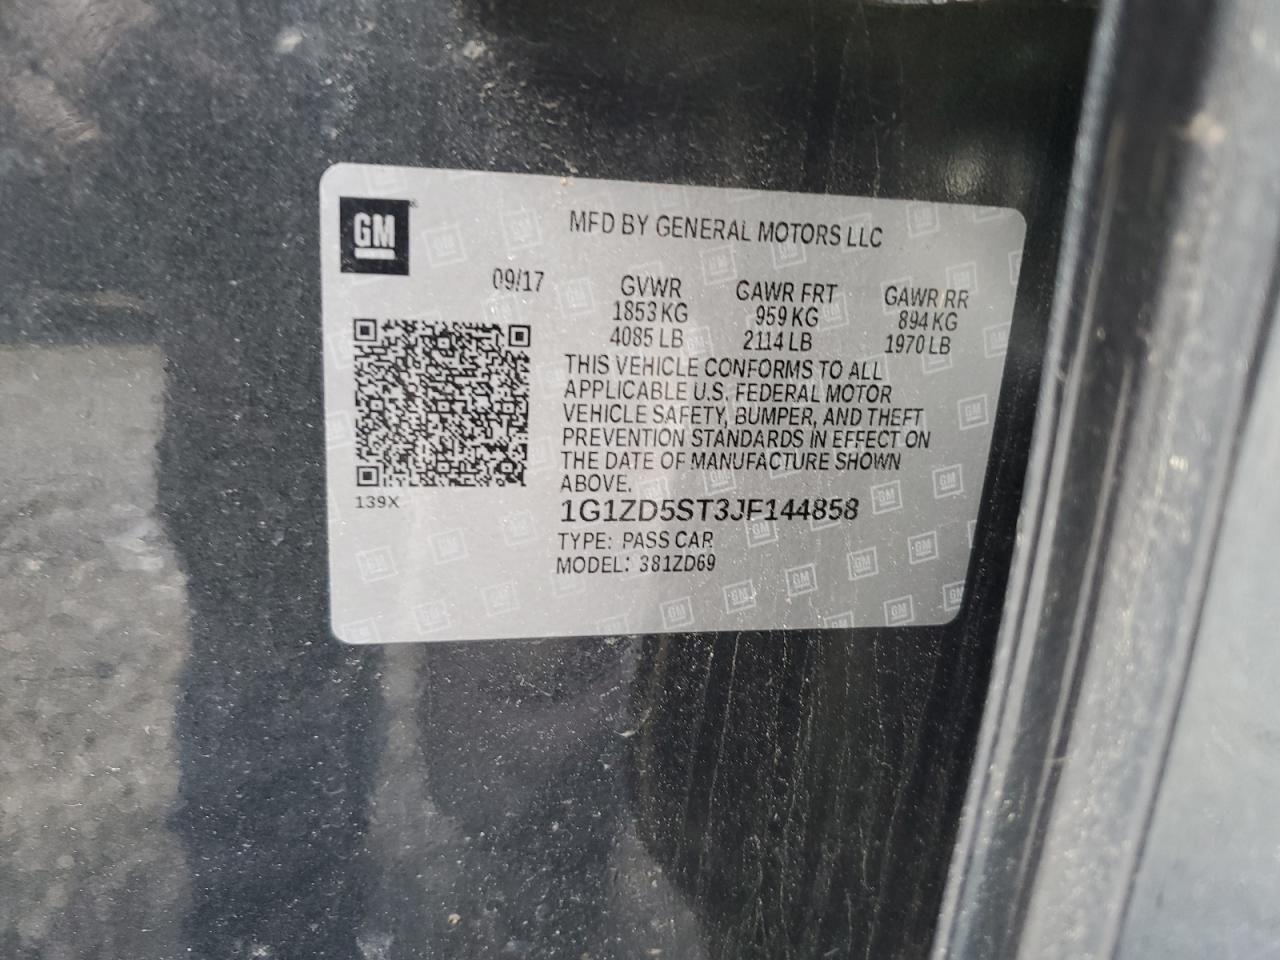 GM
MFD BY GENERAL MOTORS LLC
09/17
GVWR GAWR FRT GAWR RR
1853 KG 959 KG 894 KG
4085 LB 2114 LB 1970 LB
THIS VEHICLE CONFORMS TO ALL
APPLICABLE U.S. FEDERAL MOTOR
VEHICLE SAFETY, BUMPER, AND THEFT
PREVENTION STANDARDS IN EFFECT ON
THE DATE OF MANUFACTURE SHOWN
ABOVE.
139X
1G1ZD5ST3JF144858
TYPE: PASS CAR
MODEL: 381ZD69